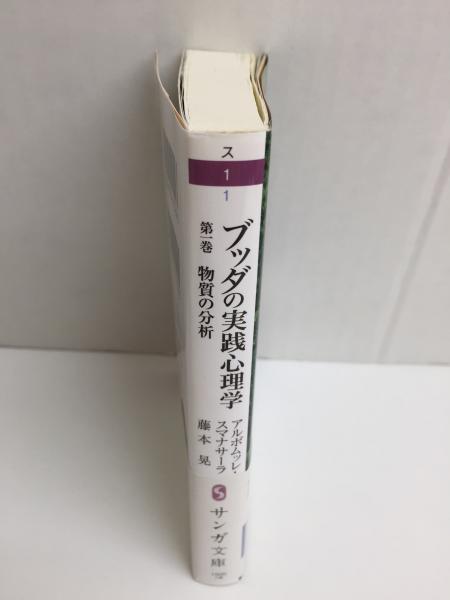 ス
1
1
ブッダの実践心理学
第一巻 物質の分析
アルボムッレ・
スマナサーラ
藤本 晃
サンガ文庫